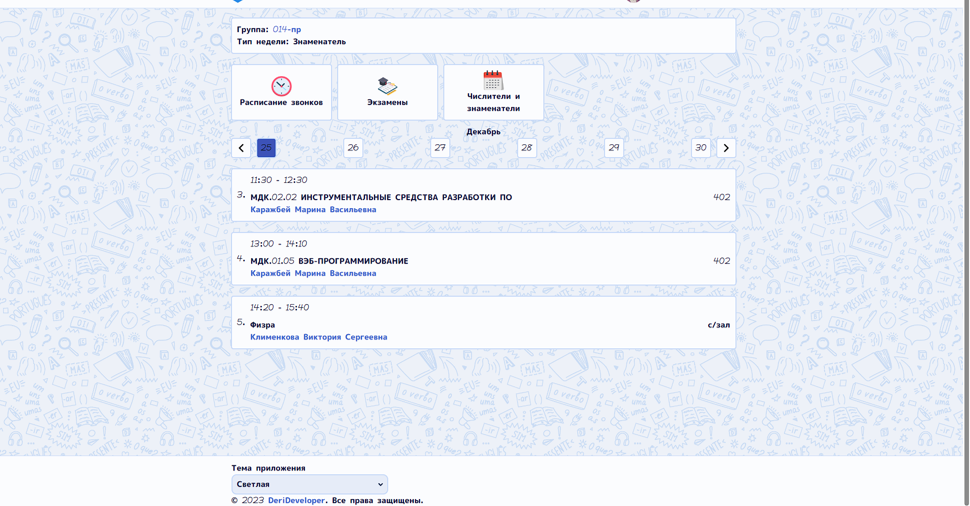 Группа: 014-пр
Тип недели: Знаменатель
Расписание звонков
Экзамены
Числители и
знаменатели
Декабрь
25 26 27 28 29 30
11:30 - 12:30
3. МДК.02.02 ИНСТРУМЕНТАЛЬНЫЕ СРЕДСТВА РАЗРАБОТКИ ПО 402
Каражбей Марина Васильевна
13:00 - 14:10
4. МДК.01.05 ВЭБ-ПРОГРАММИРОВАНИЕ 402
Каражбей Марина Васильевна
14:20 - 15:40
5. Физра с/зал
Клименкова Виктория Сергеевна
Тема приложения
Светлая
© 2023 DeriDeveloper. Все права защищены.